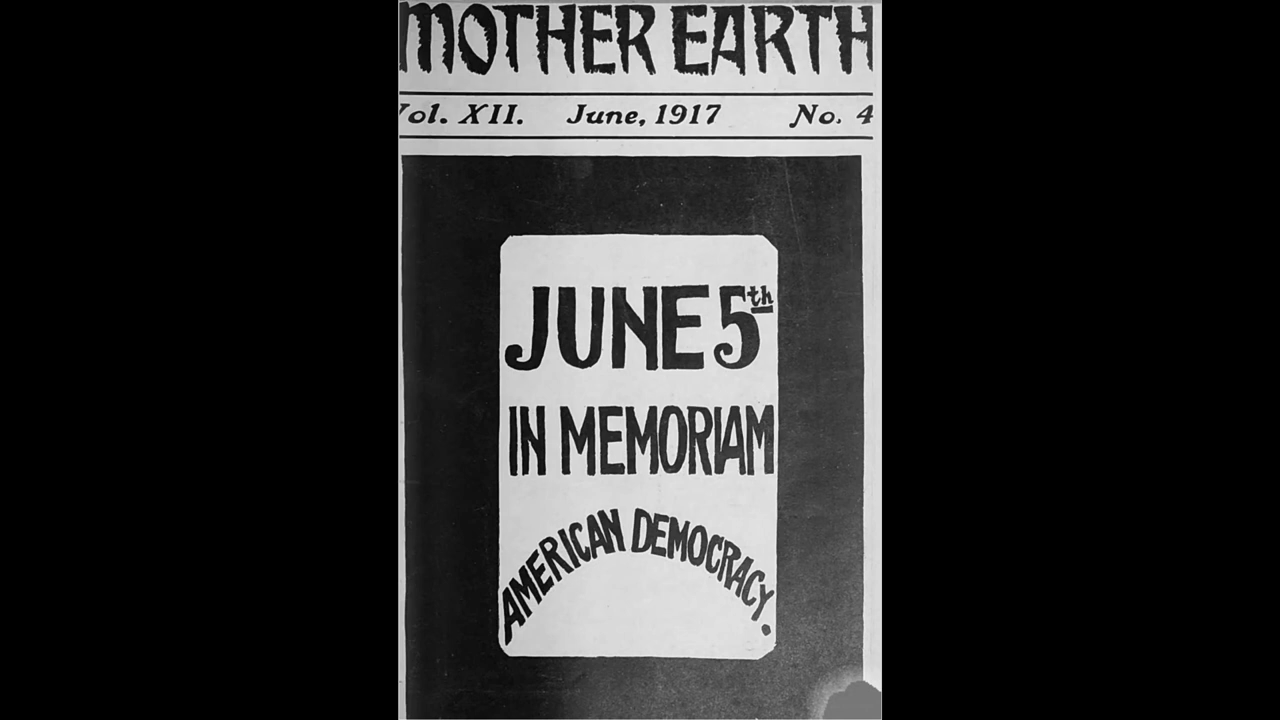 MOTHER EARTH
Vol. XII. June, 1917 No. 4
JUNE 5th
IN MEMORIAM
AMERICAN DEMOCRACY.